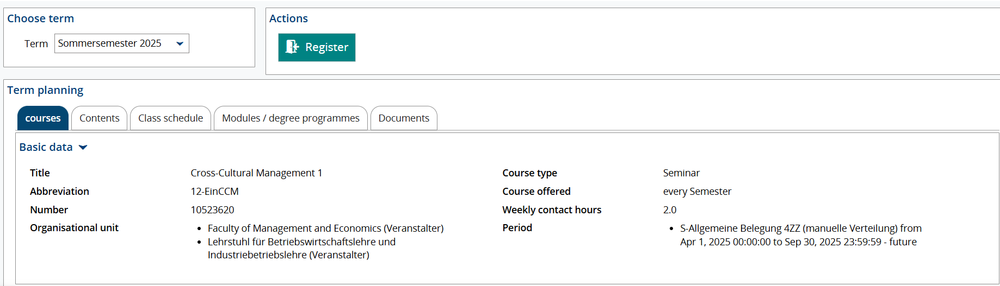 Choose term
Term Sommersemester 2025
Actions
Register
Term planning
courses Contents Class schedule Modules / degree programmes Documents
Basic data
Title Cross-Cultural Management 1
Abbreviation 12-EinCCM
Number 10523620
Organisational unit
• Faculty of Management and Economics (Veranstalter)
• Lehrstuhl für Betriebswirtschaftslehre und
Industriebetriebslehre (Veranstalter)
Course type Seminar
Course offered every Semester
Weekly contact hours 2.0
Period
• S-Allgemeine Belegung 4ZZ (manuelle Verteilung) from
Apr 1, 2025 00:00:00 to Sep 30, 2025 23:59:59 - future